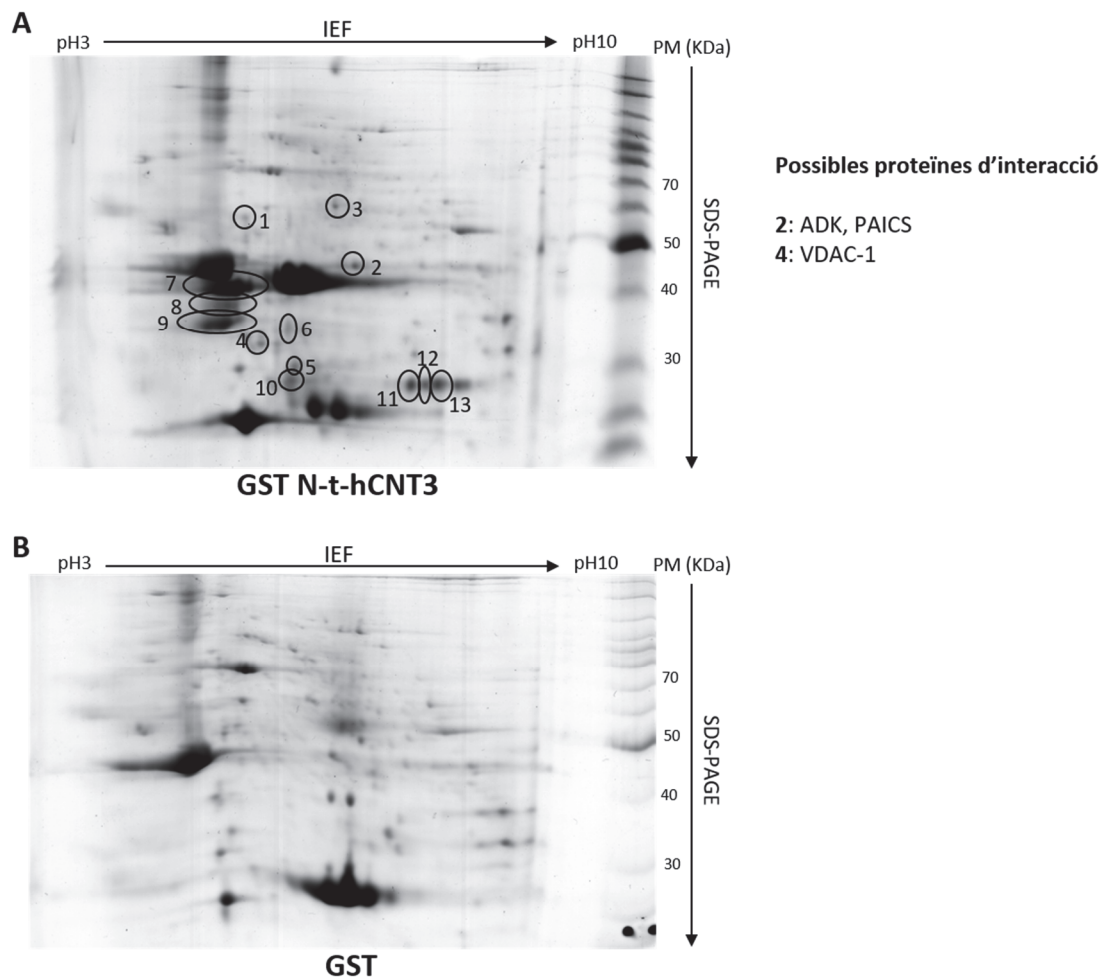 A
IEF
pH3
pH10
PM (KDa)
Possibles proteïnes d'interacció
70
3
1
SDS-PAGE
2: ADK, PAICS
50
4: VDAC-1
2
7
40
8
9
6
4
30
12
5
10
11
13
GST N-t-hCNT3
B
IEF
pH3
pH10
PM (KDa)
70
50
SDS-PAGE
40
30
GST